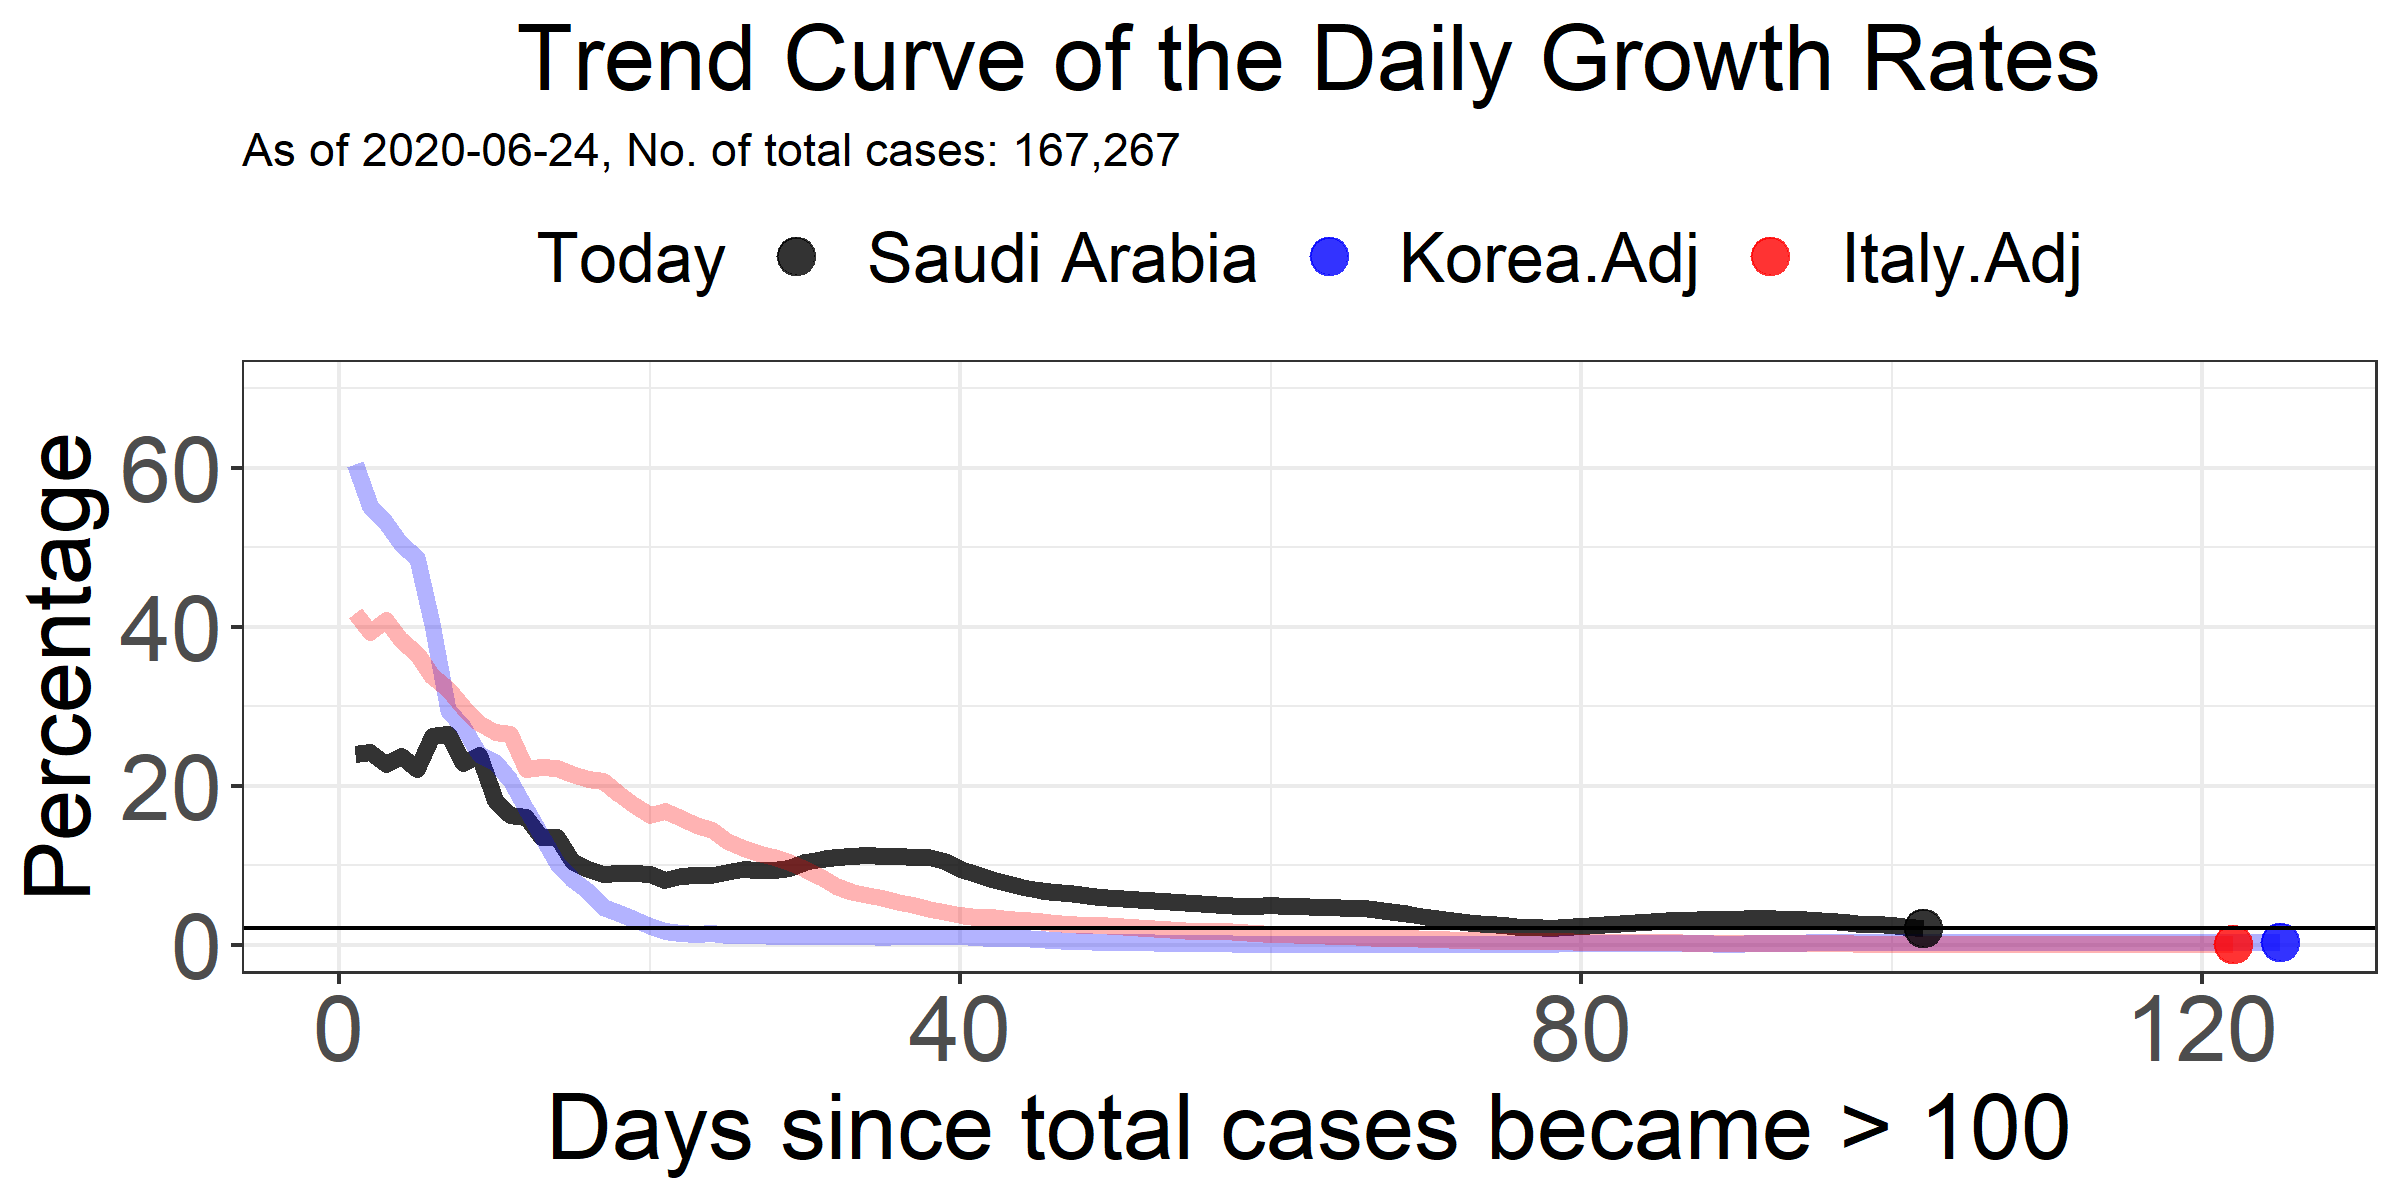 Trend Curve of the Daily Growth Rates
As of 2020-06-24, No. of total cases: 167,267
Today Saudi Arabia Korea.Adj Italy.Adj
Percentage
60
40
20
0
0 40 80 120
Days since total cases became > 100